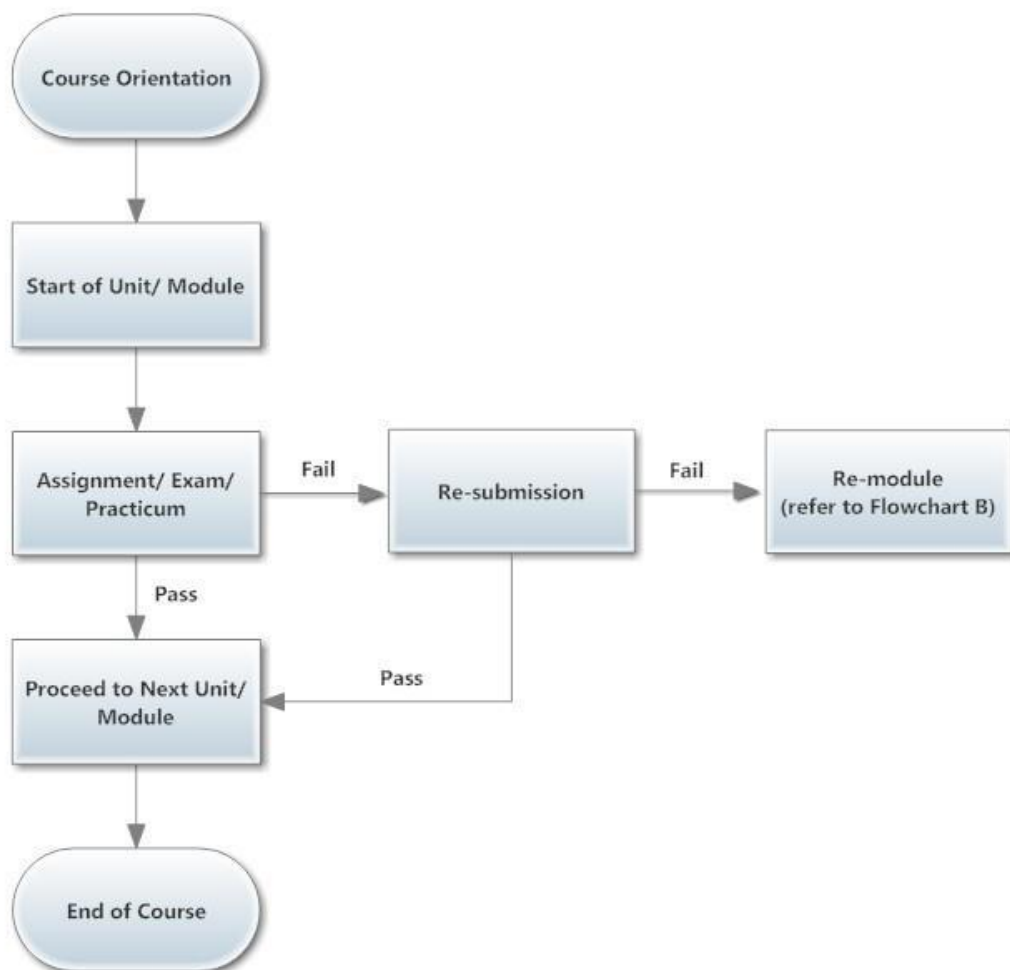 Course Orientation
Start of Unit/ Module
Assignment/ Exam/
Practicum
Fail
Re-submission
Fail
Re-module
(refer to Flowchart B)
Pass
Proceed to Next Unit/
Module
Pass
End of Course